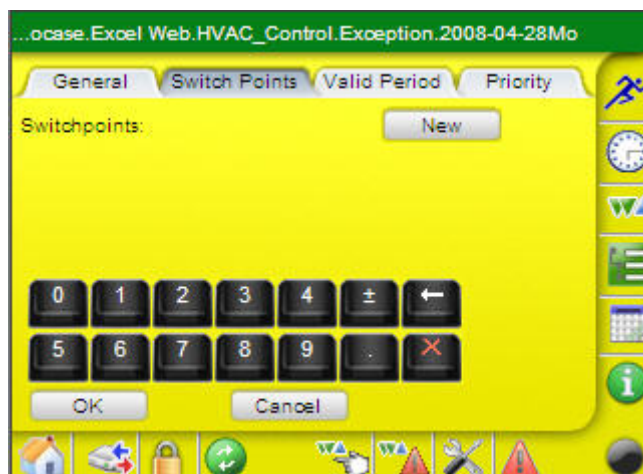 ...ocase.Excel Web.HVAC_Control.Exception.2008-04-28Mo
General Switch Points Valid Period Priority
Switchpoints: New
0 1 2 3 4 ± ←
5 6 7 8 9 . X
OK Cancel